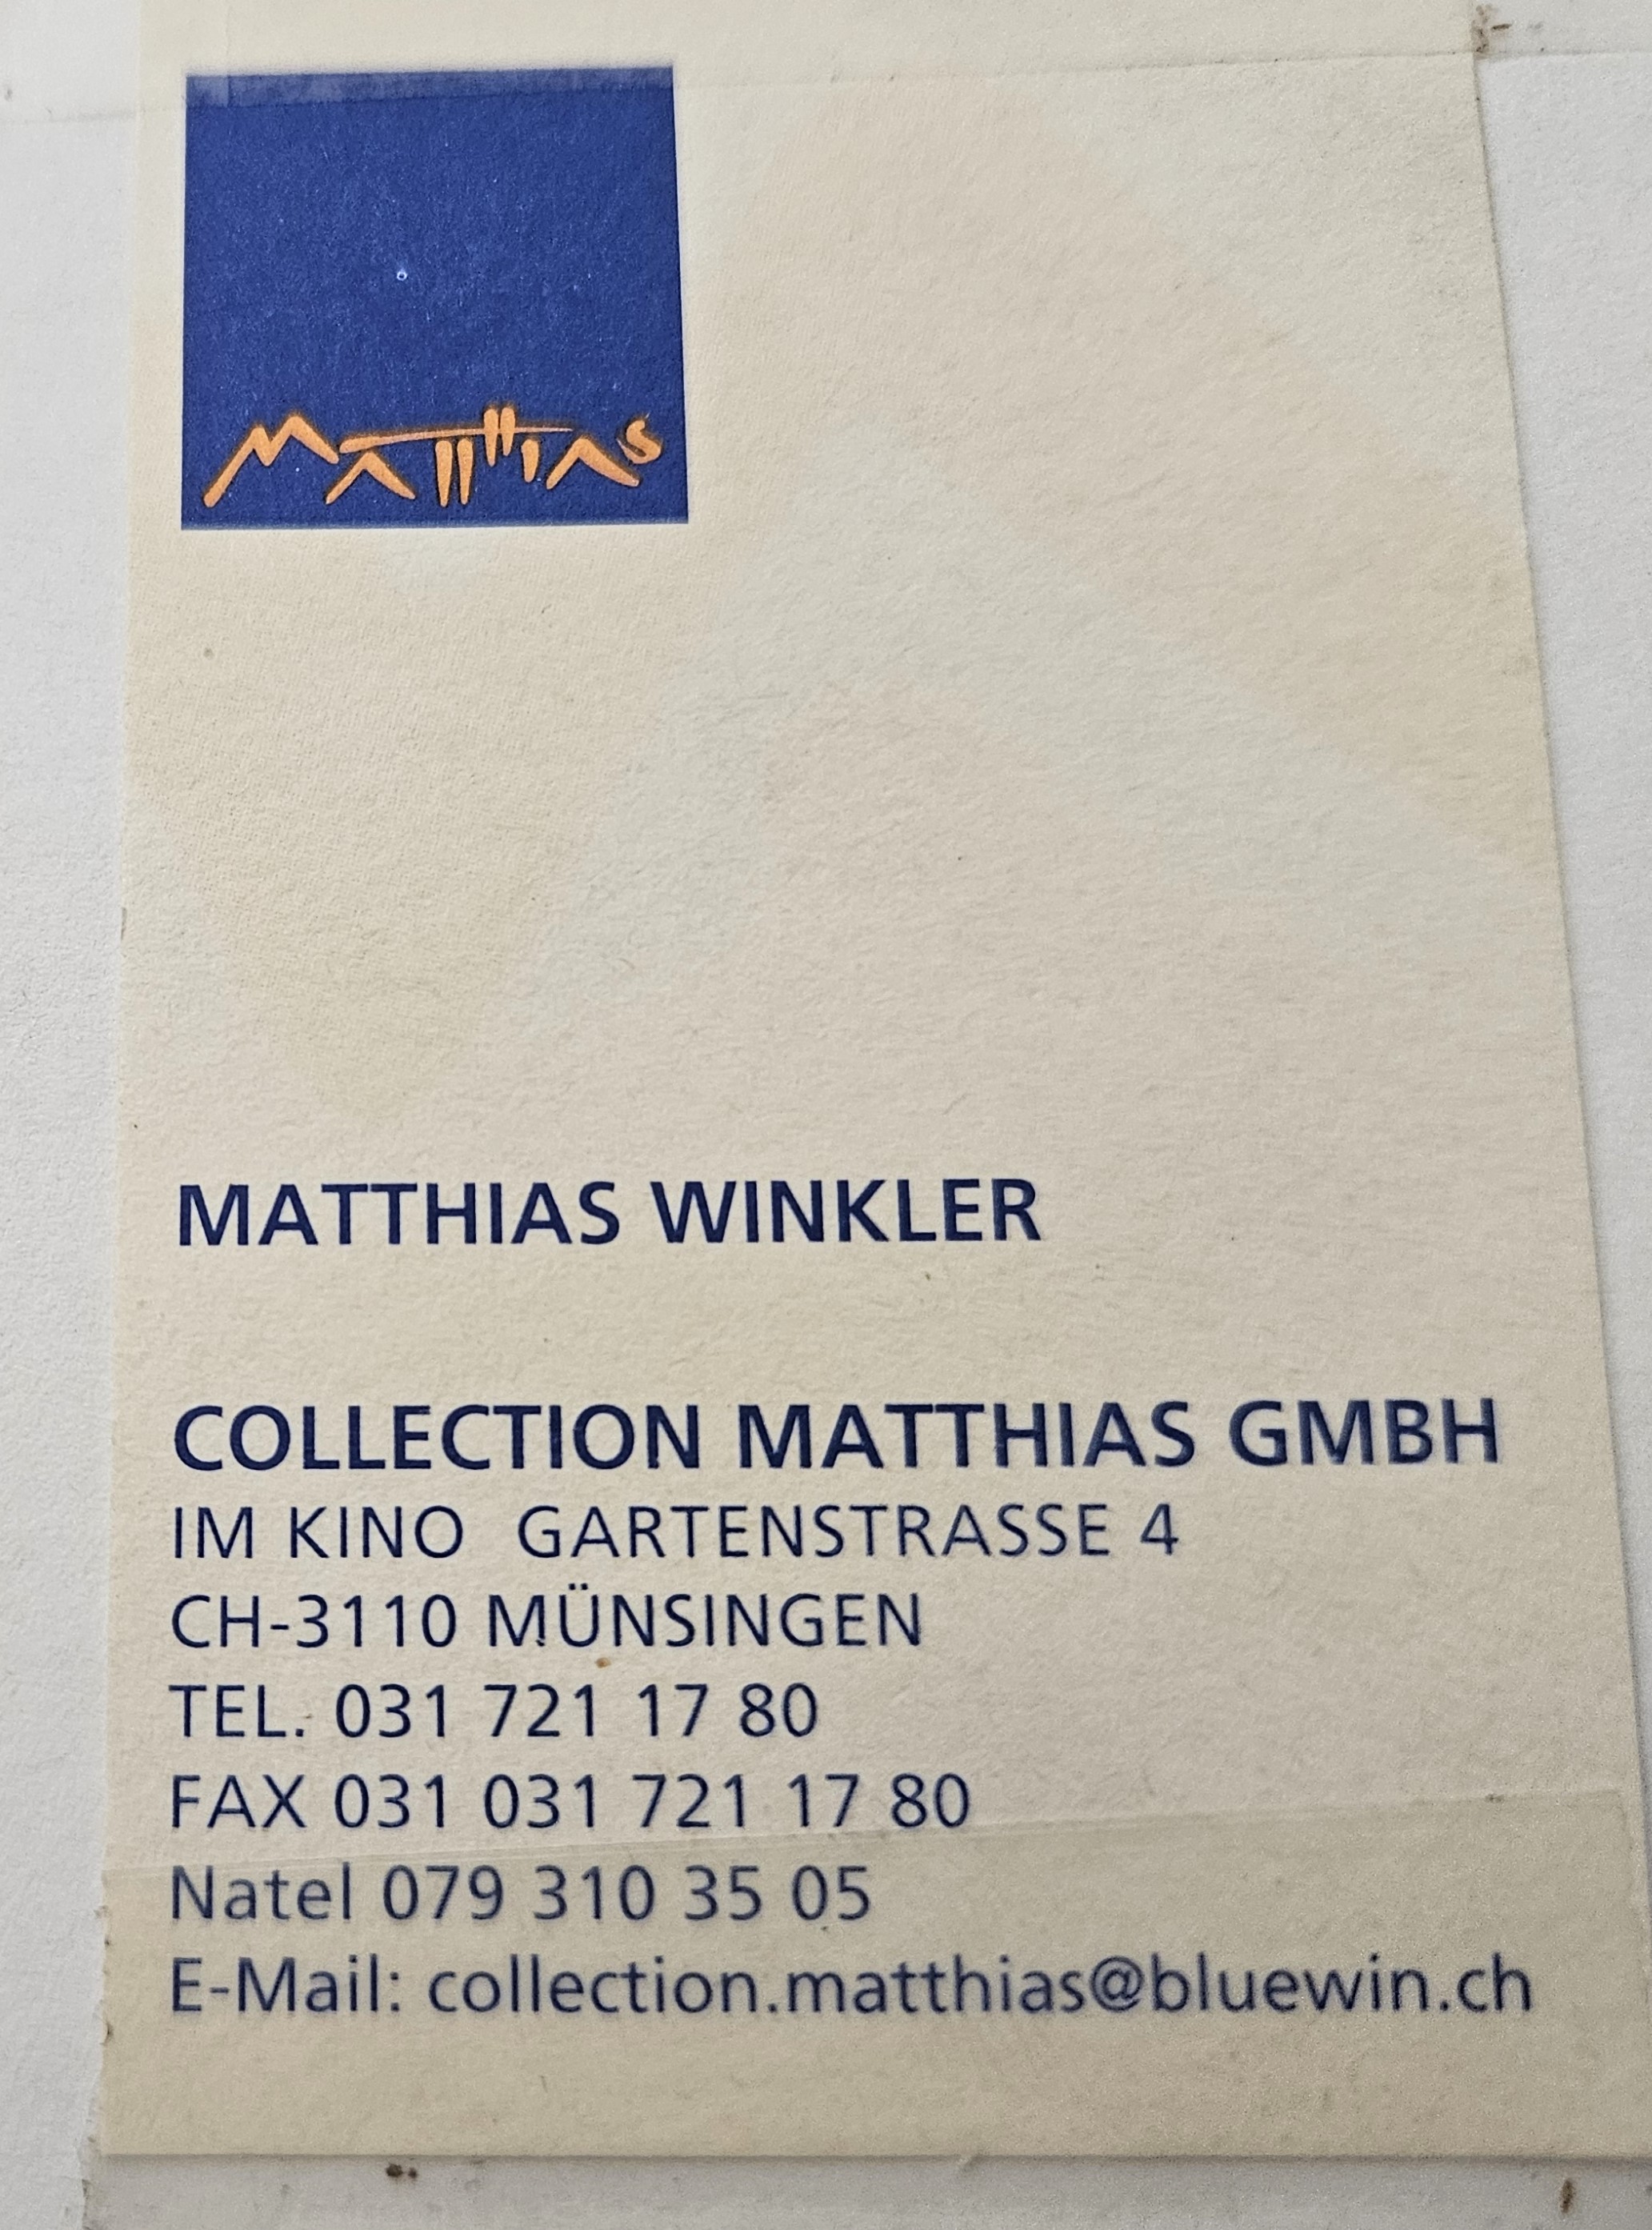 MATTHIAS
MATTHIAS WINKLER
COLLECTION MATTHIAS GMBH
IM KINO GARTENSTRASSE 4
CH-3110 MÜNSINGEN
TEL. 031 721 17 80
FAX 031 031 721 17 80
Natel 079 310 35 05
E-Mail: collection.matthias@bluewin.ch